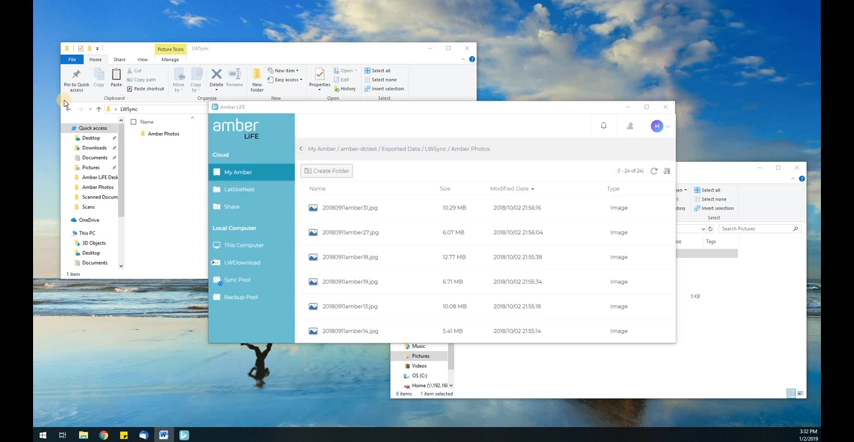 Picture Tools
LWSync
File
Home
Share
View
Manage
Pin to Quick access
Copy
Paste
Cut
Copy path
Paste shortcut
Clipboard
Move to
Copy to
Delete
Rename
Organize
New folder
New item
Easy access
New
Properties
Open
Edit
History
Open
Select all
Select none
Invert selection
Select
LWSync
Quick access
Desktop
Downloads
Documents
Pictures
Amber LiFE Desk
Amber Photos
Scanned Docum
Scans
OneDrive
This PC
3D Objects
Desktop
Documents
1 item
Name
Amber Photos
Amber LiFE
amber
LiFE
Cloud
My Amber
LatticeNest
Share
Local Computer
This Computer
LWDownload
Sync Pool
Backup Pool
M
My Amber / amber-dctest / Exported Data / LWSync / Amber Photos
Create Folder
(1 - 24 of 24)
Name Size Modified Date Type
20180911amber31.jpg 10.29 MB 2018/10/02 21:56:16 Image
20180911amber27.jpg 6.07 MB 2018/10/02 21:56:04 Image
20180911amber18.jpg 12.77 MB 2018/10/02 21:55:38 Image
20180911amber19.jpg 6.71 MB 2018/10/02 21:55:34 Image
20180911amber13.jpg 10.08 MB 2018/10/02 21:55:18 Image
20180911amber14.jpg 5.41 MB 2018/10/02 21:55:14 Image
Select all
Select none
Invert selection
Select
Search Pictures
Tags
1 KB
Music
Pictures
Videos
OS (C:)
Home (\\192.16
6 items
1 item selected
3:32 PM
1/2/2019